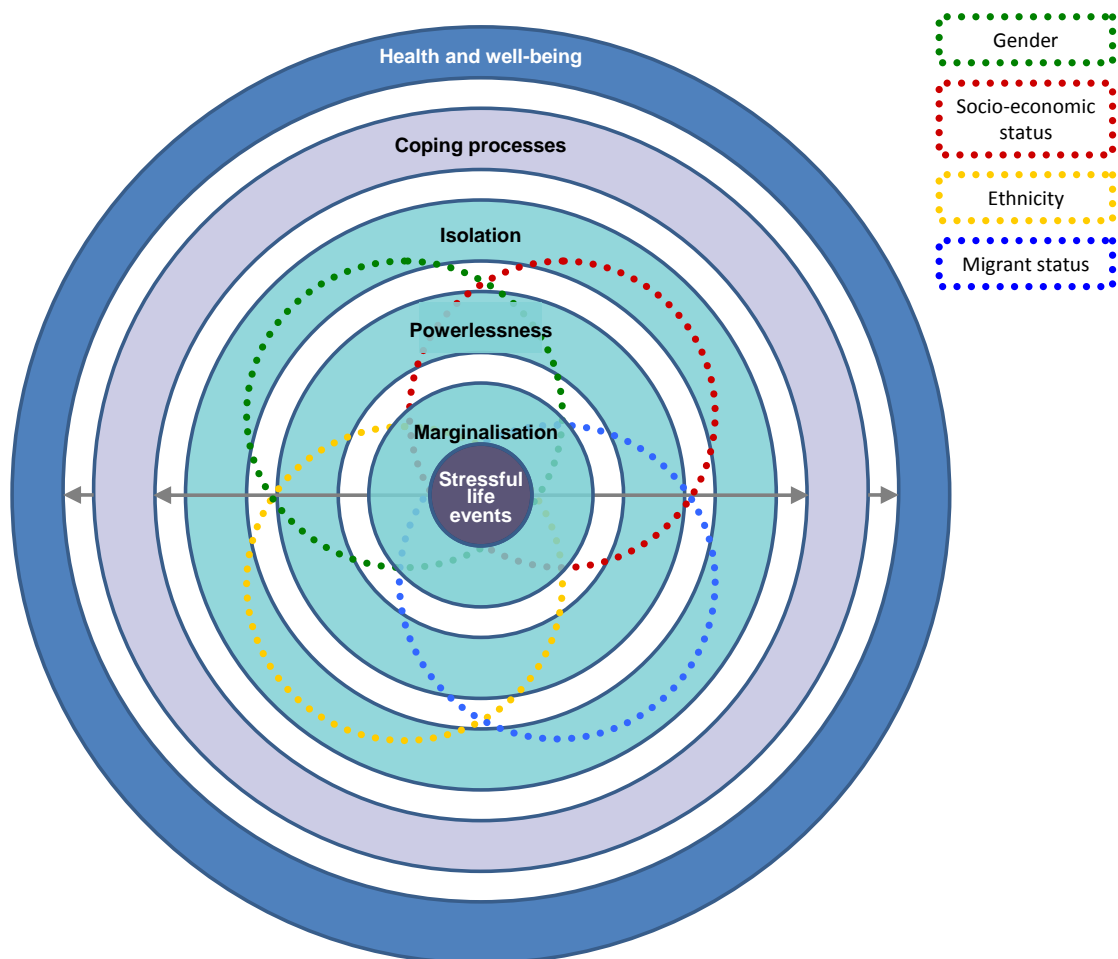 Health and well-being
Coping processes
Isolation
Powerlessness
Marginalisation
Stressful
life
events
Gender
Socio-economic
status
Ethnicity
Migrant status